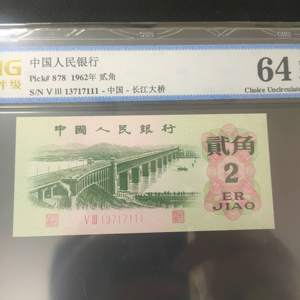 中国人民银行
Pick# 878 1962年 贰角
S/N V III 13717111 - 中国 - 长江大桥
64
Choice Uncirculated
中國人民銀行
貳角
2
ER
JIAO
V III 13717111